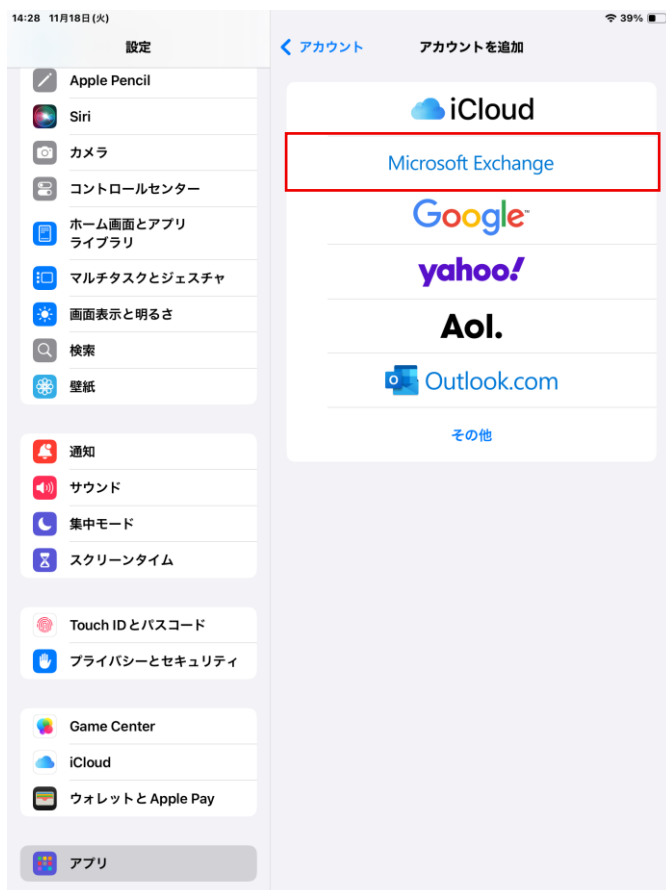 14:28 11月18日(火)
39%
設定
Apple Pencil
Siri
カメラ
コントロールセンター
ホーム画面とアプリ
ライブラリ
マルチタスクとジェスチャ
画面表示と明るさ
検索
壁紙
通知
サウンド
集中モード
スクリーンタイム
Touch IDとパスコード
プライバシーとセキュリティ
Game Center
iCloud
ウォレットとApple Pay
アプリ
アカウント
アカウントを追加
iCloud
Microsoft Exchange
Google
yahoo!
Aol.
Outlook.com
その他